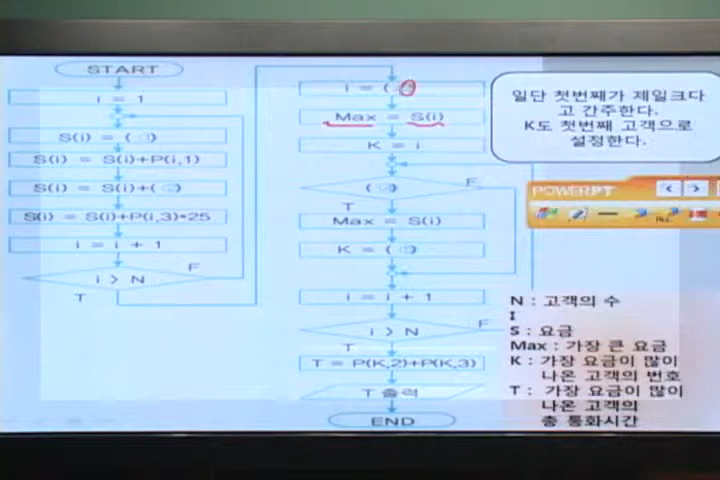 START
i = 1
S(i) = (
S(i) = S(i)+P(i,1)
S(i) = S(i)+(
S(i) = S(i)+P(i,3)*25
i = i + 1
i > N
F
T
i = (
Max = S(i)
K = i
(
F
T
Max = S(i)
K = (
i = i + 1
i > N
F
T
T = P(K,2)+P(K,3)
T 출력
END
일단 첫번째가 제일크다
고 간주한다.
K도 첫번째 고객으로
설정한다.
POWERPT
ALL
N : 고객의 수
I
S : 요금
Max : 가장 큰 요금
K : 가장 요금이 많이
나온 고객의 번호
T : 가장 요금이 많이
나온 고객의
총 통화시간